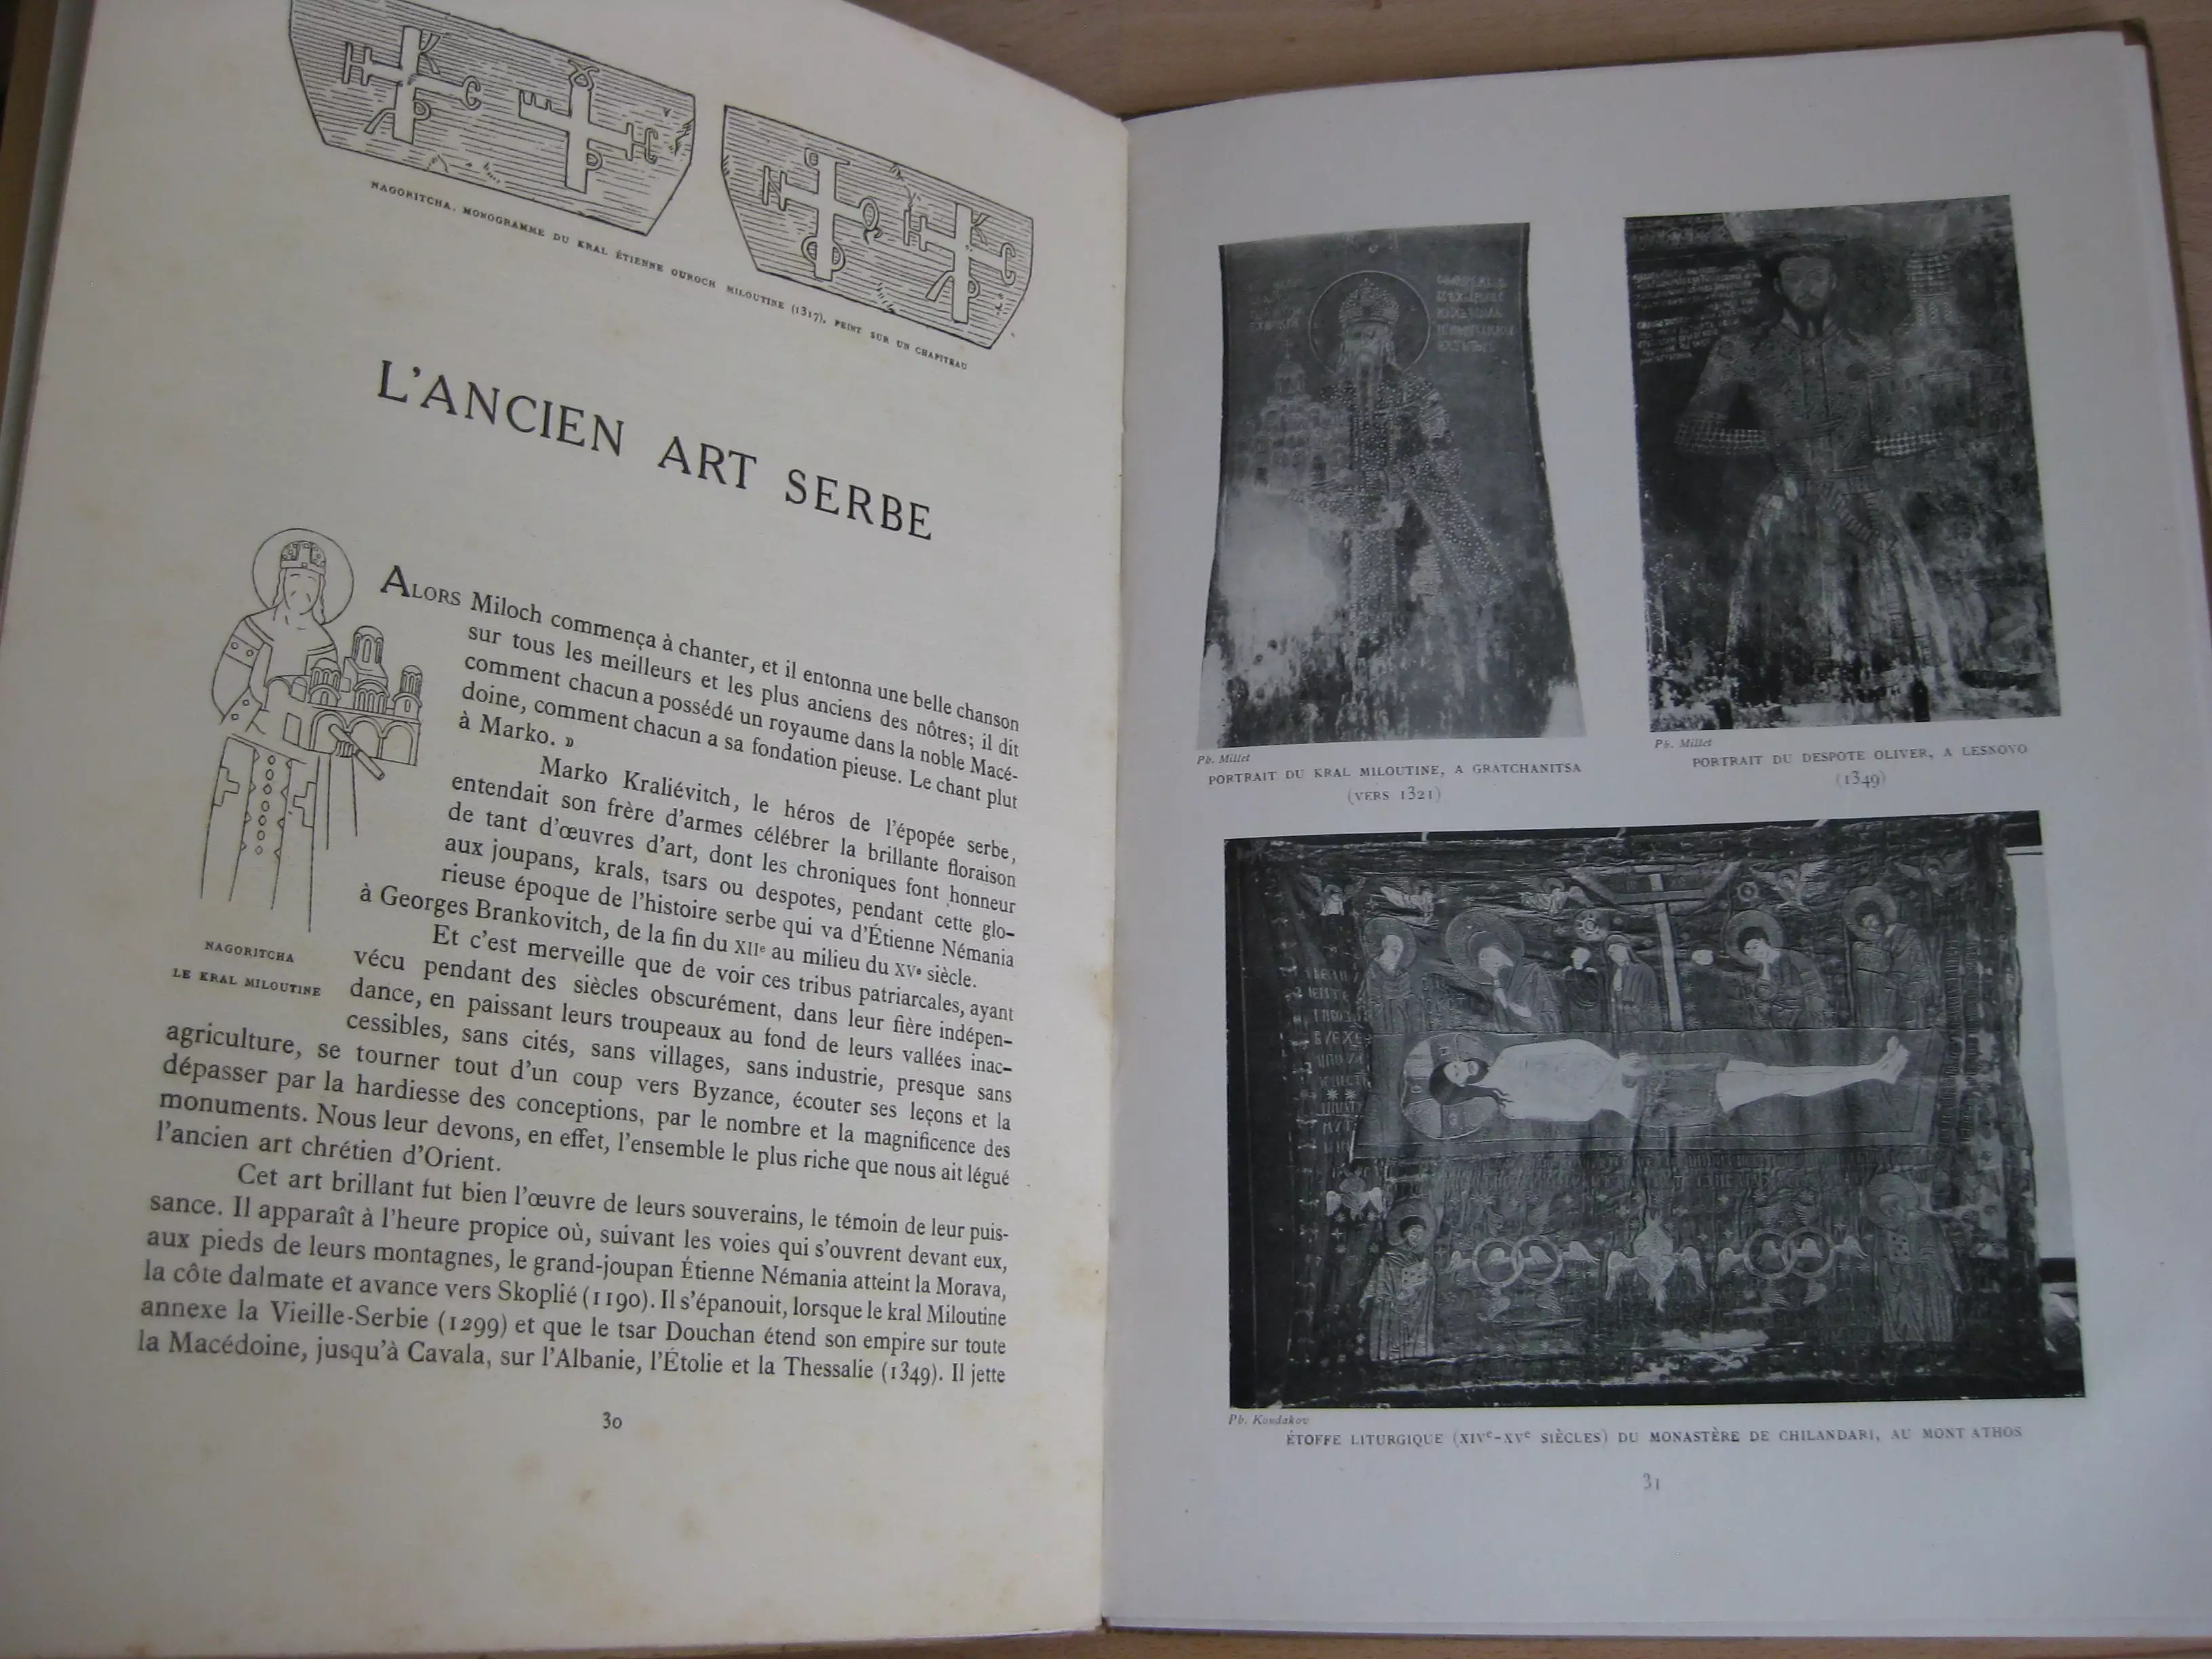 NAGORITCHA. MONOGRAMME DU KRAL ÉTIENNE OUROCH MILOUTINE (1317), PEINT SUR UN CHAPITEAU
L'ANCIEN ART SERBE
ALORS Miloch commença à chanter, et il entonna une belle chanson
sur tous les meilleurs et les plus anciens des nôtres; il dit
comment chacun a possédé un royaume dans la noble Macé-
doine, comment chacun a sa fondation pieuse. Le chant plut
à Marko. »
Marko Kraliévitch, le héros de l'épopée serbe,
entendait son frère d'armes célébrer la brillante floraison
de tant d'œuvres d'art, dont les chroniques font honneur
aux joupans, krals, tsars ou despotes, pendant cette glo-
rieuse époque de l'histoire serbe qui va d'Étienne Némania
à Georges Brankovitch, de la fin du XIIe au milieu du XVe siècle.
Et c'est merveille que de voir ces tribus patriarcales, ayant
vécu pendant des siècles obscurément, dans leur fière indépen-
dance, en paissant leurs troupeaux au fond de leurs vallées inac-
cessibles, sans cités, sans villages, sans industrie, presque sans
agriculture, se tourner tout d'un coup vers Byzance, écouter ses leçons et la
dépasser par la hardiesse des conceptions, par le nombre et la magnificence des
monuments. Nous leur devons, en effet, l'ensemble le plus riche que nous ait légué
l'ancien art chrétien d'Orient.
Cet art brillant fut bien l'œuvre de leurs souverains, le témoin de leur puis-
sance. Il apparaît à l'heure propice où, suivant les voies qui s'ouvrent devant eux,
aux pieds de leurs montagnes, le grand-joupan Étienne Némania atteint la Morava,
la côte dalmate et avance vers Skoplié (1190). Il s'épanouit, lorsque le kral Miloutine
annexe la Vieille-Serbie (1299) et que le tsar Douchan étend son empire sur toute
la Macédoine, jusqu'à Cavala, sur l'Albanie, l'Étolie et la Thessalie (1349). Il jette
NAGORITCHA
LE KRAL MILOUTINE
30
Ph. Millet
PORTRAIT DU KRAL MILOUTINE, A GRATCHANITSA
(VERS 1321)
Ph. Millet
PORTRAIT DU DESPOTE OLIVER, A LESNOVO
(1349)
Ph. Kondakov
ÉTOFFE LITURGIQUE (XIVe-XVe SIÈCLES) DU MONASTÈRE DE CHILANDARI, AU MONT ATHOS
31